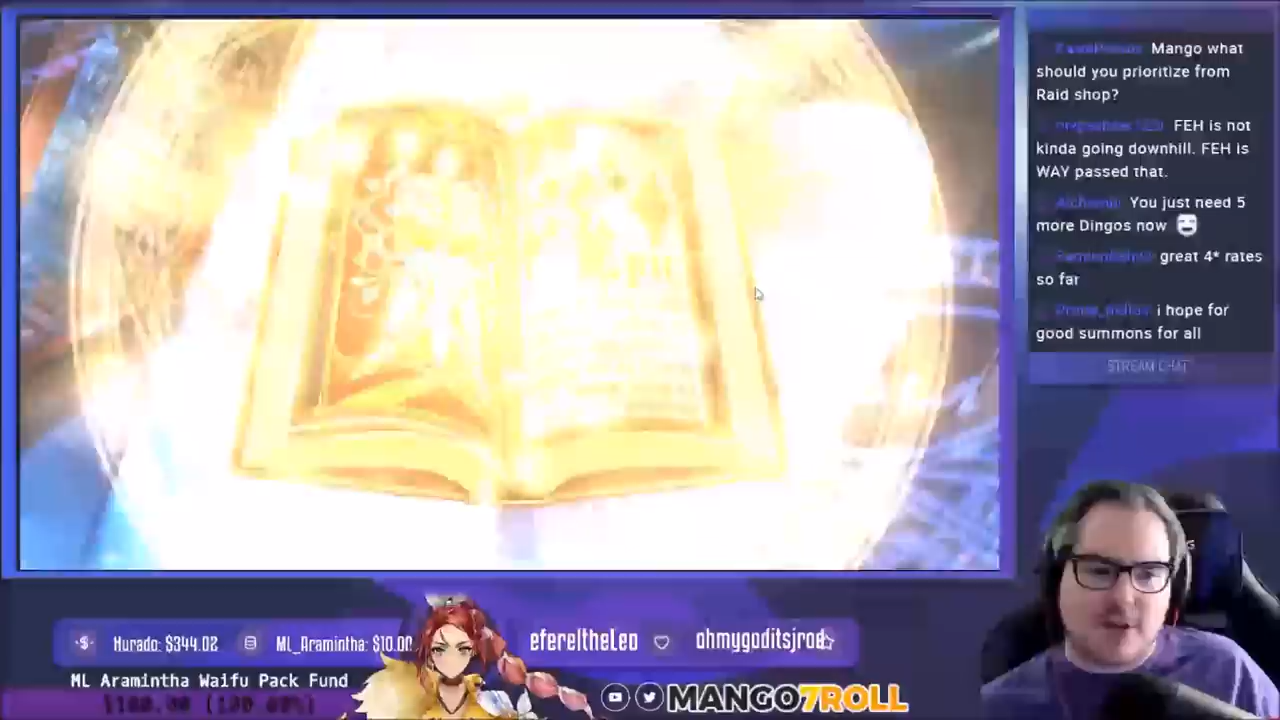 Mango what
should you prioritize from
Raid shop?
FEH is not
kinda going downhill. FEH is
WAY passed that.
You just need 5
more Dingos now
great 4* rates
so far
i hope for
good summons for all
STREAM CHAT
Hurado: $344.02
ML_Aramintha: $10.00
efereltheLeo
ohmygoditsjrod
ML Aramintha Waifu Pack Fund
MANGO7ROLL